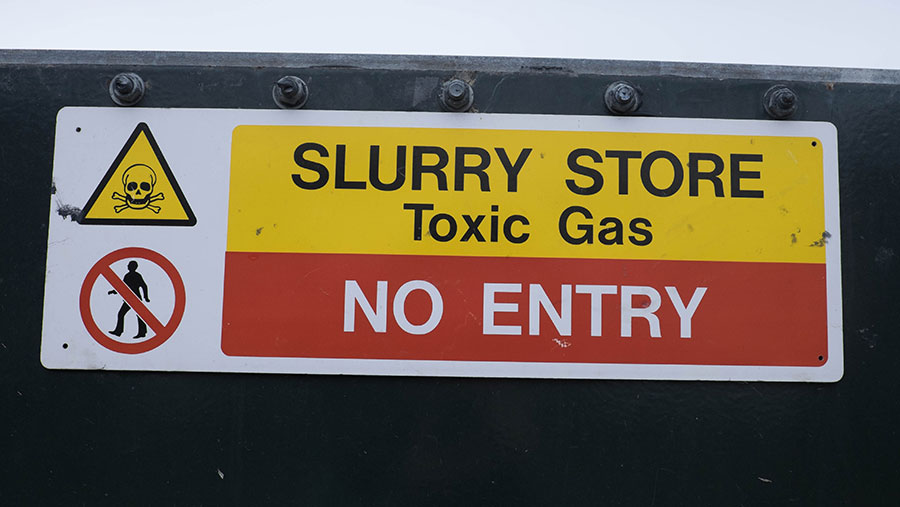 SLURRY STORE
Toxic Gas
NO ENTRY